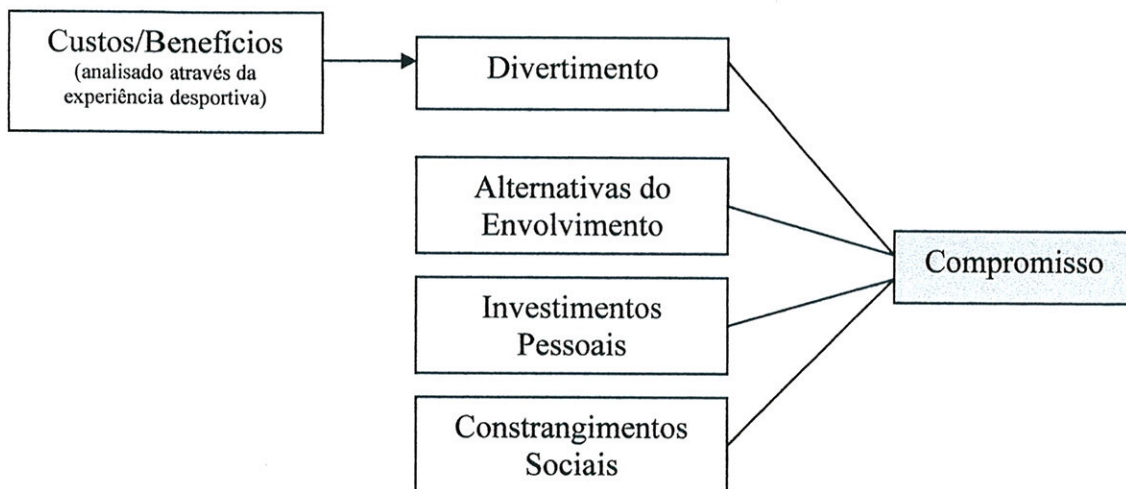 Custos/Benefícios
(analisado através da
experiência desportiva)
Divertimento
Alternativas do
Envolvimento
Investimentos
Pessoais
Constrangimentos
Sociais
Compromisso